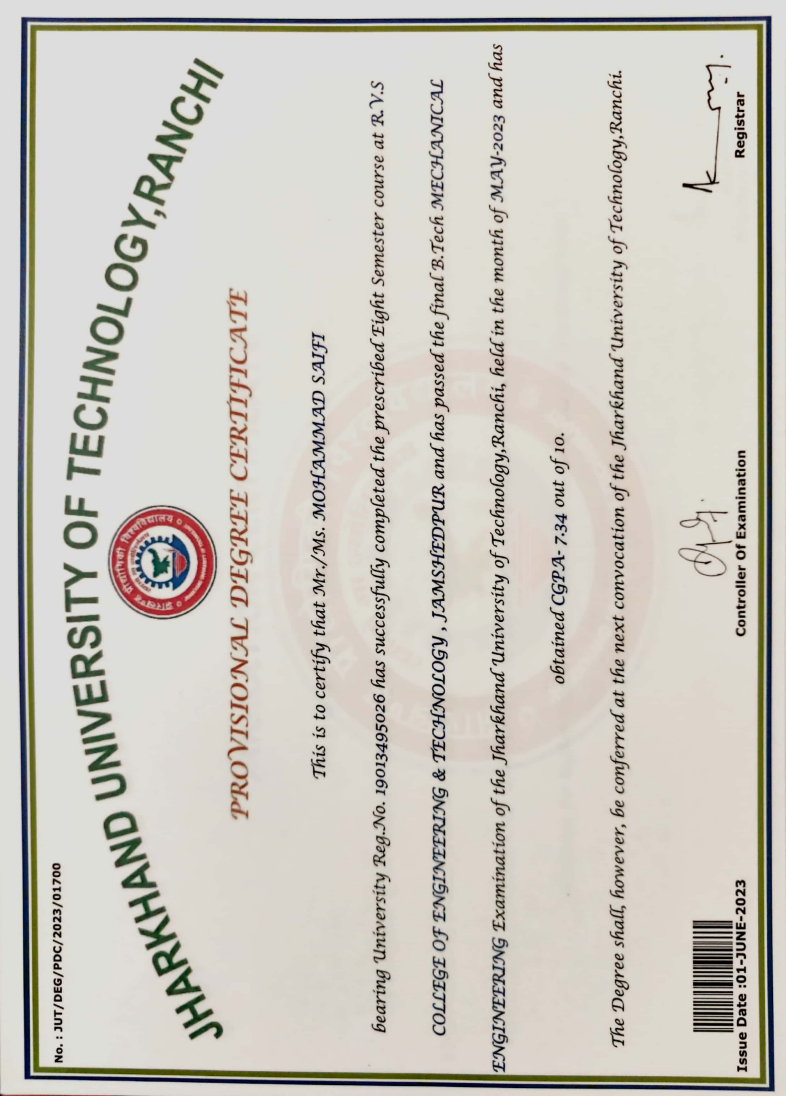 No. : JUT/DEG/PDC/2023/01700
JHARKHAND UNIVERSITY OF TECHNOLOGY,RANCHI
झारखण्ड प्रौद्योगिकी विश्वविद्यालय
PROVISIONAL DEGREE CERTIFICATE
This is to certify that Mr./Ms. MOHAMMAD SAIFI
bearing University Reg.No. 19013495026 has successfully completed the prescribed Eight Semester course at R.V.S
COLLEGE OF ENGINEERING & TECHNOLOGY , JAMSHEDPUR and has passed the final B.Tech MECHANICAL
ENGINEERING Examination of the Jharkhand University of Technology,Ranchi, held in the month of MAY-2023 and has
obtained CGPA- 7.34 out of 10.
The Degree shall, however, be conferred at the next convocation of the Jharkhand University of Technology,Ranchi.
Issue Date :01-JUNE-2023
Controller Of Examination
Registrar